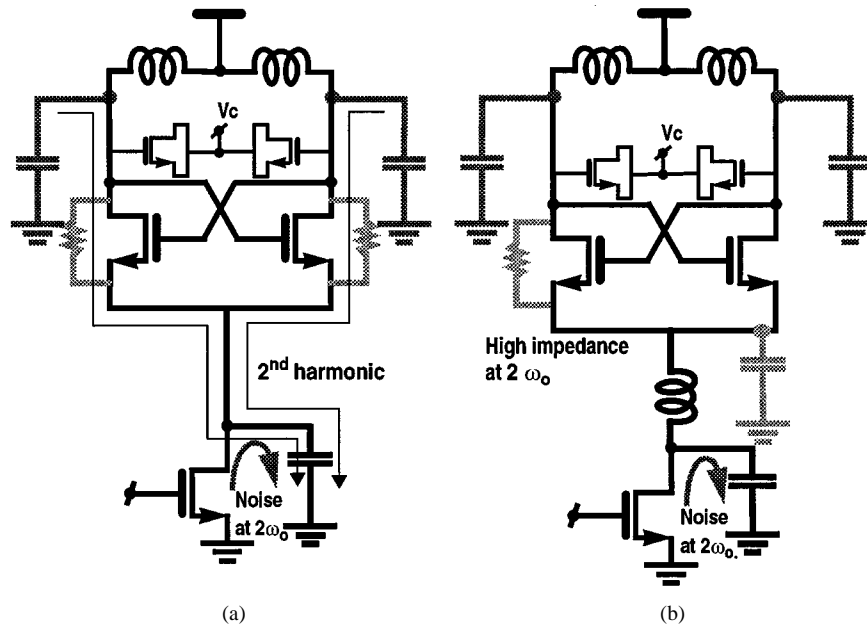 Vc
2nd harmonic
Noise
at 2ωo
(a)
Vc
High impedance
at 2 ωo
Noise
at 2ωo.
(b)